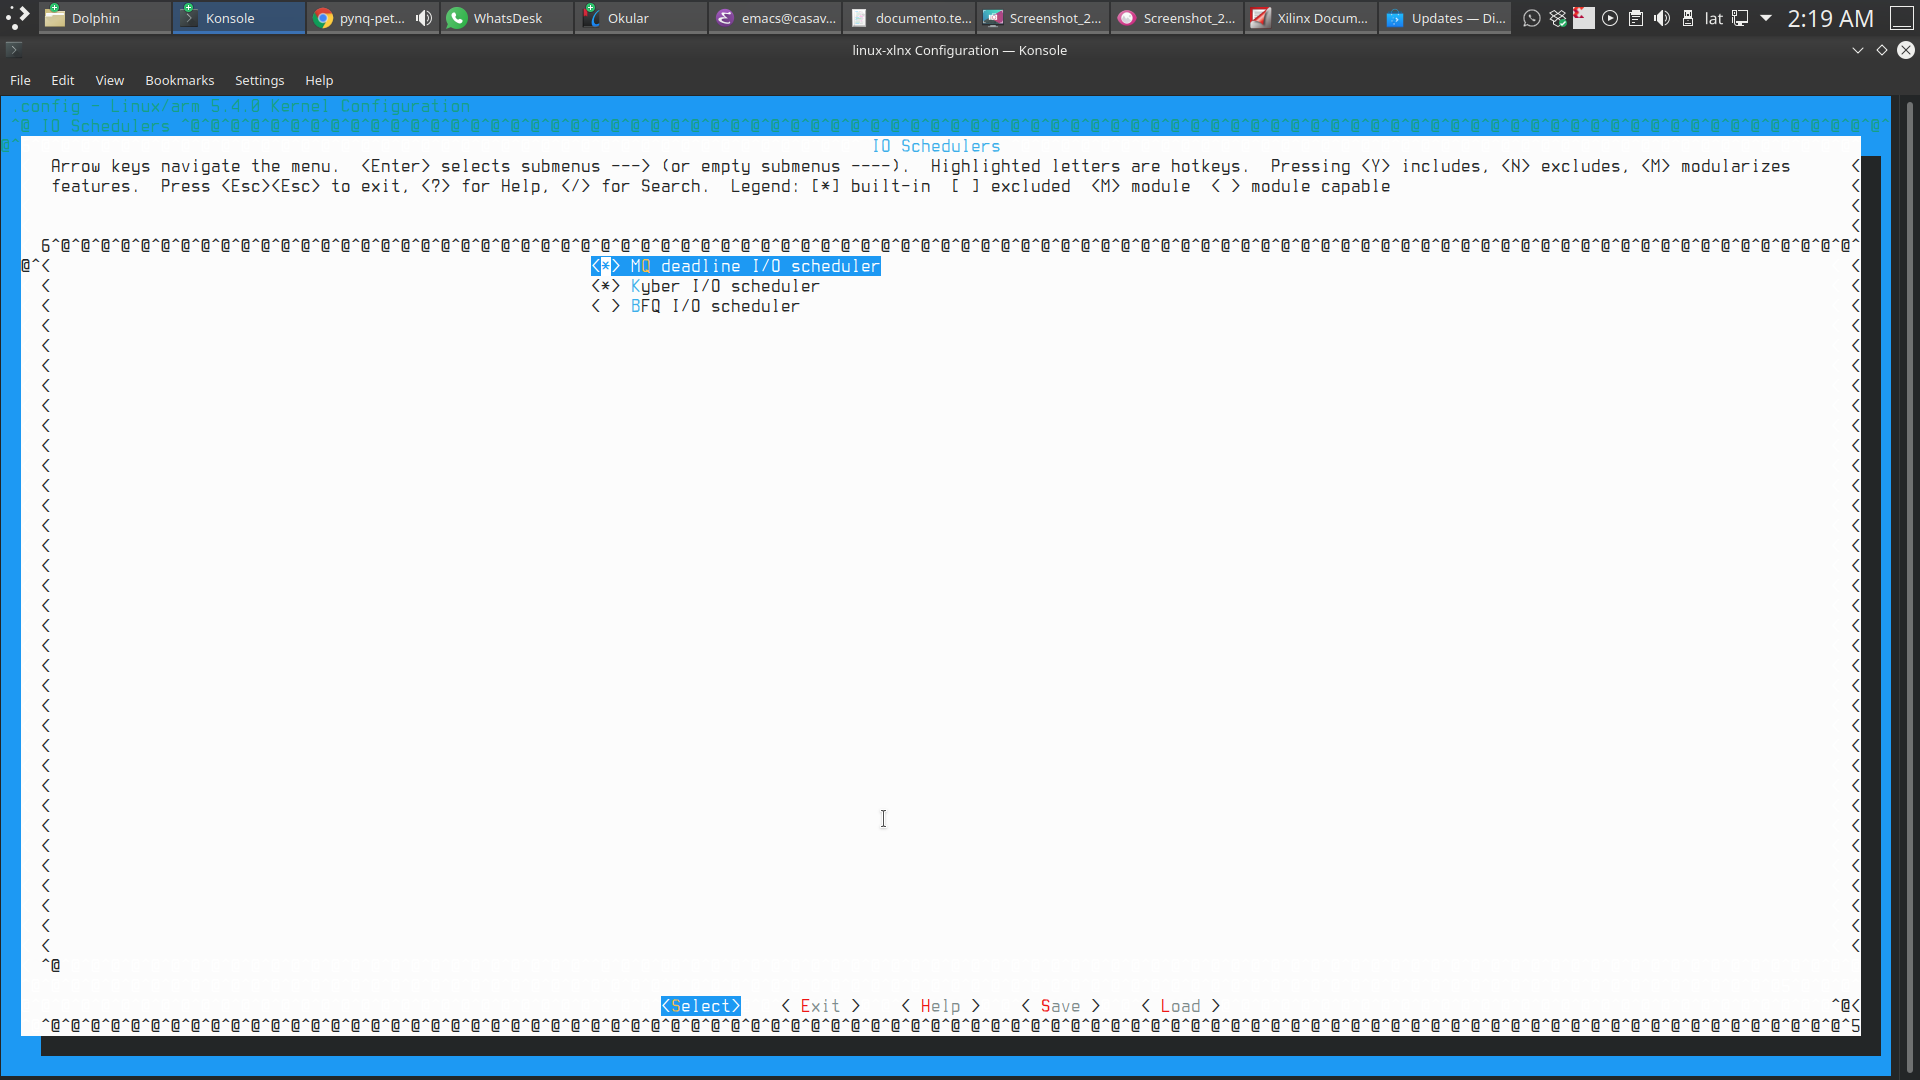 Dolphin
Konsole
pynq-pet...
WhatsDesk
Okular
emacs@casav...
documento.te...
Screenshot_2...
Screenshot_2...
Xilinx Docum...
Updates — Di...
lat
2:19 AM
linux-xlnx Configuration — Konsole
File Edit View Bookmarks Settings Help
.config - Linux/arm 5.4.0 Kernel Configuration
IO Schedulers
IO Schedulers
Arrow keys navigate the menu. <Enter> selects submenus ---> (or empty submenus ----). Highlighted letters are hotkeys. Pressing <Y> includes, <N> excludes, <M> modularizes
features. Press <Esc><Esc> to exit, <?> for Help, </> for Search. Legend: [*] built-in [ ] excluded <M> module < > module capable
<*> MQ deadline I/O scheduler
<*> Kyber I/O scheduler
< > BFQ I/O scheduler
<Select> < Exit > < Help > < Save > < Load >